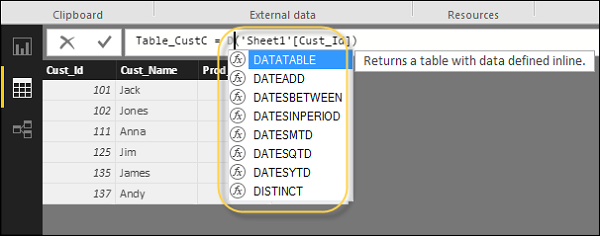 Clipboard External data Resources
Table_CustC = D('Sheet1'[Cust_Id])
DATATABLE Returns a table with data defined inline.
DATEADD
DATESBETWEEN
DATESINPERIOD
DATESMTD
DATESQTD
DATESYTD
DISTINCT
Cust_Id Cust_Name Prod
101 Jack
102 Jones
111 Anna
125 Jim
135 James
137 Andy